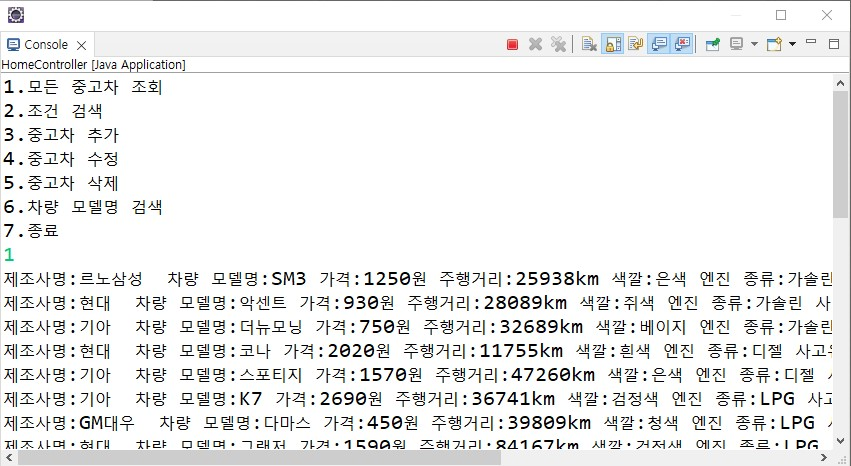 Console
HomeController [Java Application]
1.모든 중고차 조회
2.조건 검색
3.중고차 추가
4.중고차 수정
5.중고차 삭제
6.차량 모델명 검색
7.종료
1
제조사명:르노삼성 차량 모델명:SM3 가격:1250원 주행거리:25938km 색깔:은색 엔진 종류:가솔린
제조사명:현대 차량 모델명:악센트 가격:930원 주행거리:28089km 색깔:쥐색 엔진 종류:가솔린 사
제조사명:기아 차량 모델명:더뉴모닝 가격:750원 주행거리:32689km 색깔:베이지 엔진 종류:가솔린
제조사명:현대 차량 모델명:코나 가격:2020원 주행거리:11755km 색깔:흰색 엔진 종류:디젤
제조사명:기아 차량 모델명:스포티지 가격:1570원 주행거리:47260km 색깔:은색 엔진 종류:디젤
제조사명:기아 차량 모델명:K7 가격:2690원 주행거리:36741km 색깔:검정색 엔진 종류:LPG
제조사명:GM대우 차량 모델명:다마스 가격:450원 주행거리:39809km 색깔:청색 엔진 종류:LPG
제조사명:현대 차량 모델명:그랜저 가격:1590원 주행거리:84167km 색깔:검정색 엔진 종류:LPG